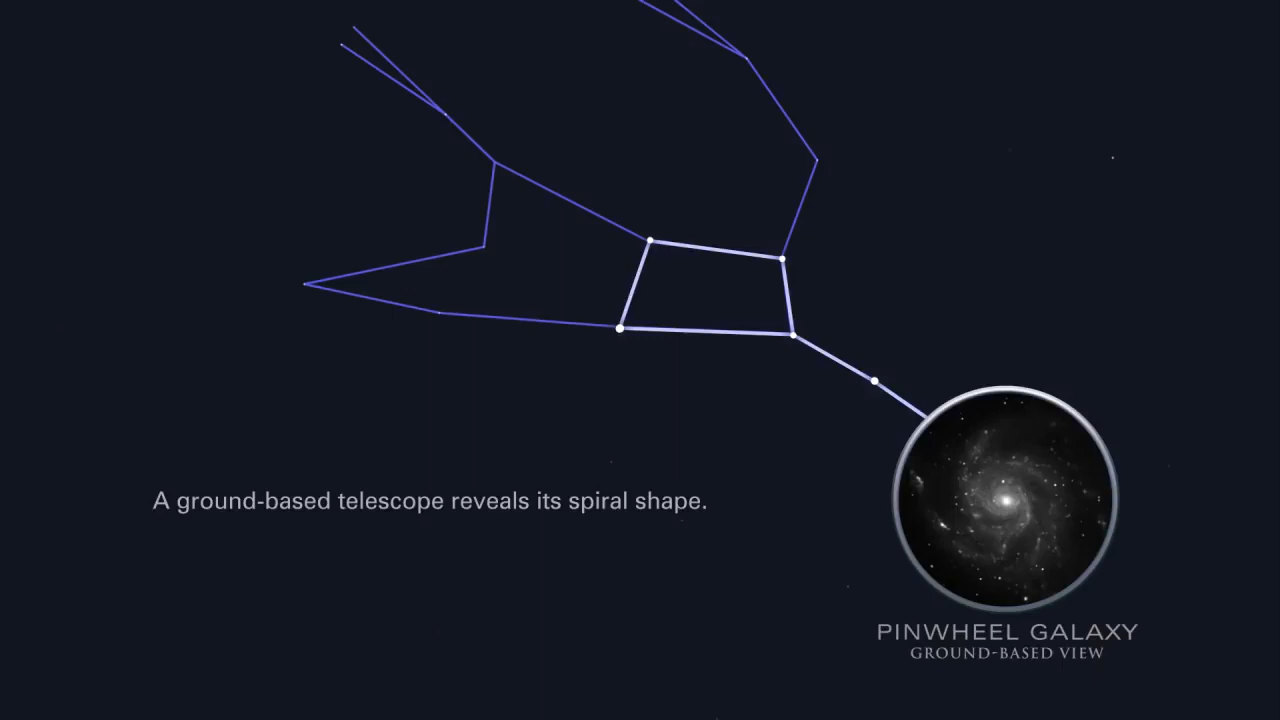 A ground-based telescope reveals its spiral shape.
PINWHEEL GALAXY
GROUND-BASED VIEW